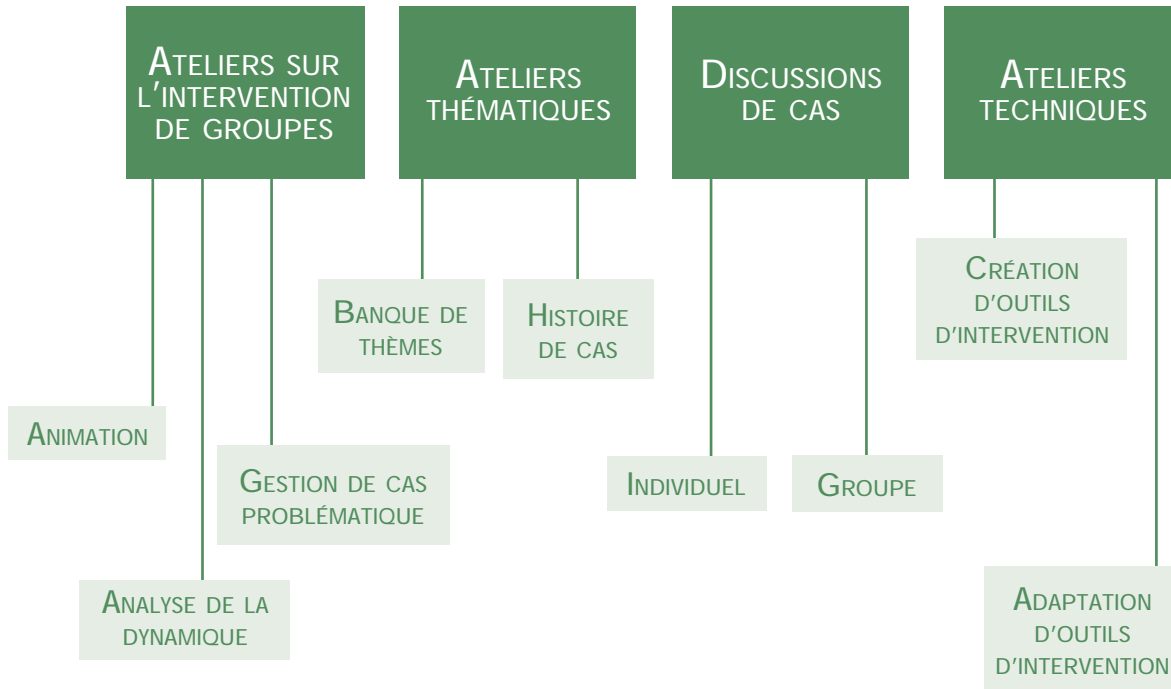 Ateliers sur
l'intervention
de groupes
Ateliers
thématiques
Discussions
de cas
Ateliers
techniques
Création
d'outils
d'intervention
Banque de
thèmes
Histoire
de cas
Animation
Gestion de cas
problématique
Individuel
Groupe
Analyse de la
dynamique
Adaptation
d'outils
d'intervention